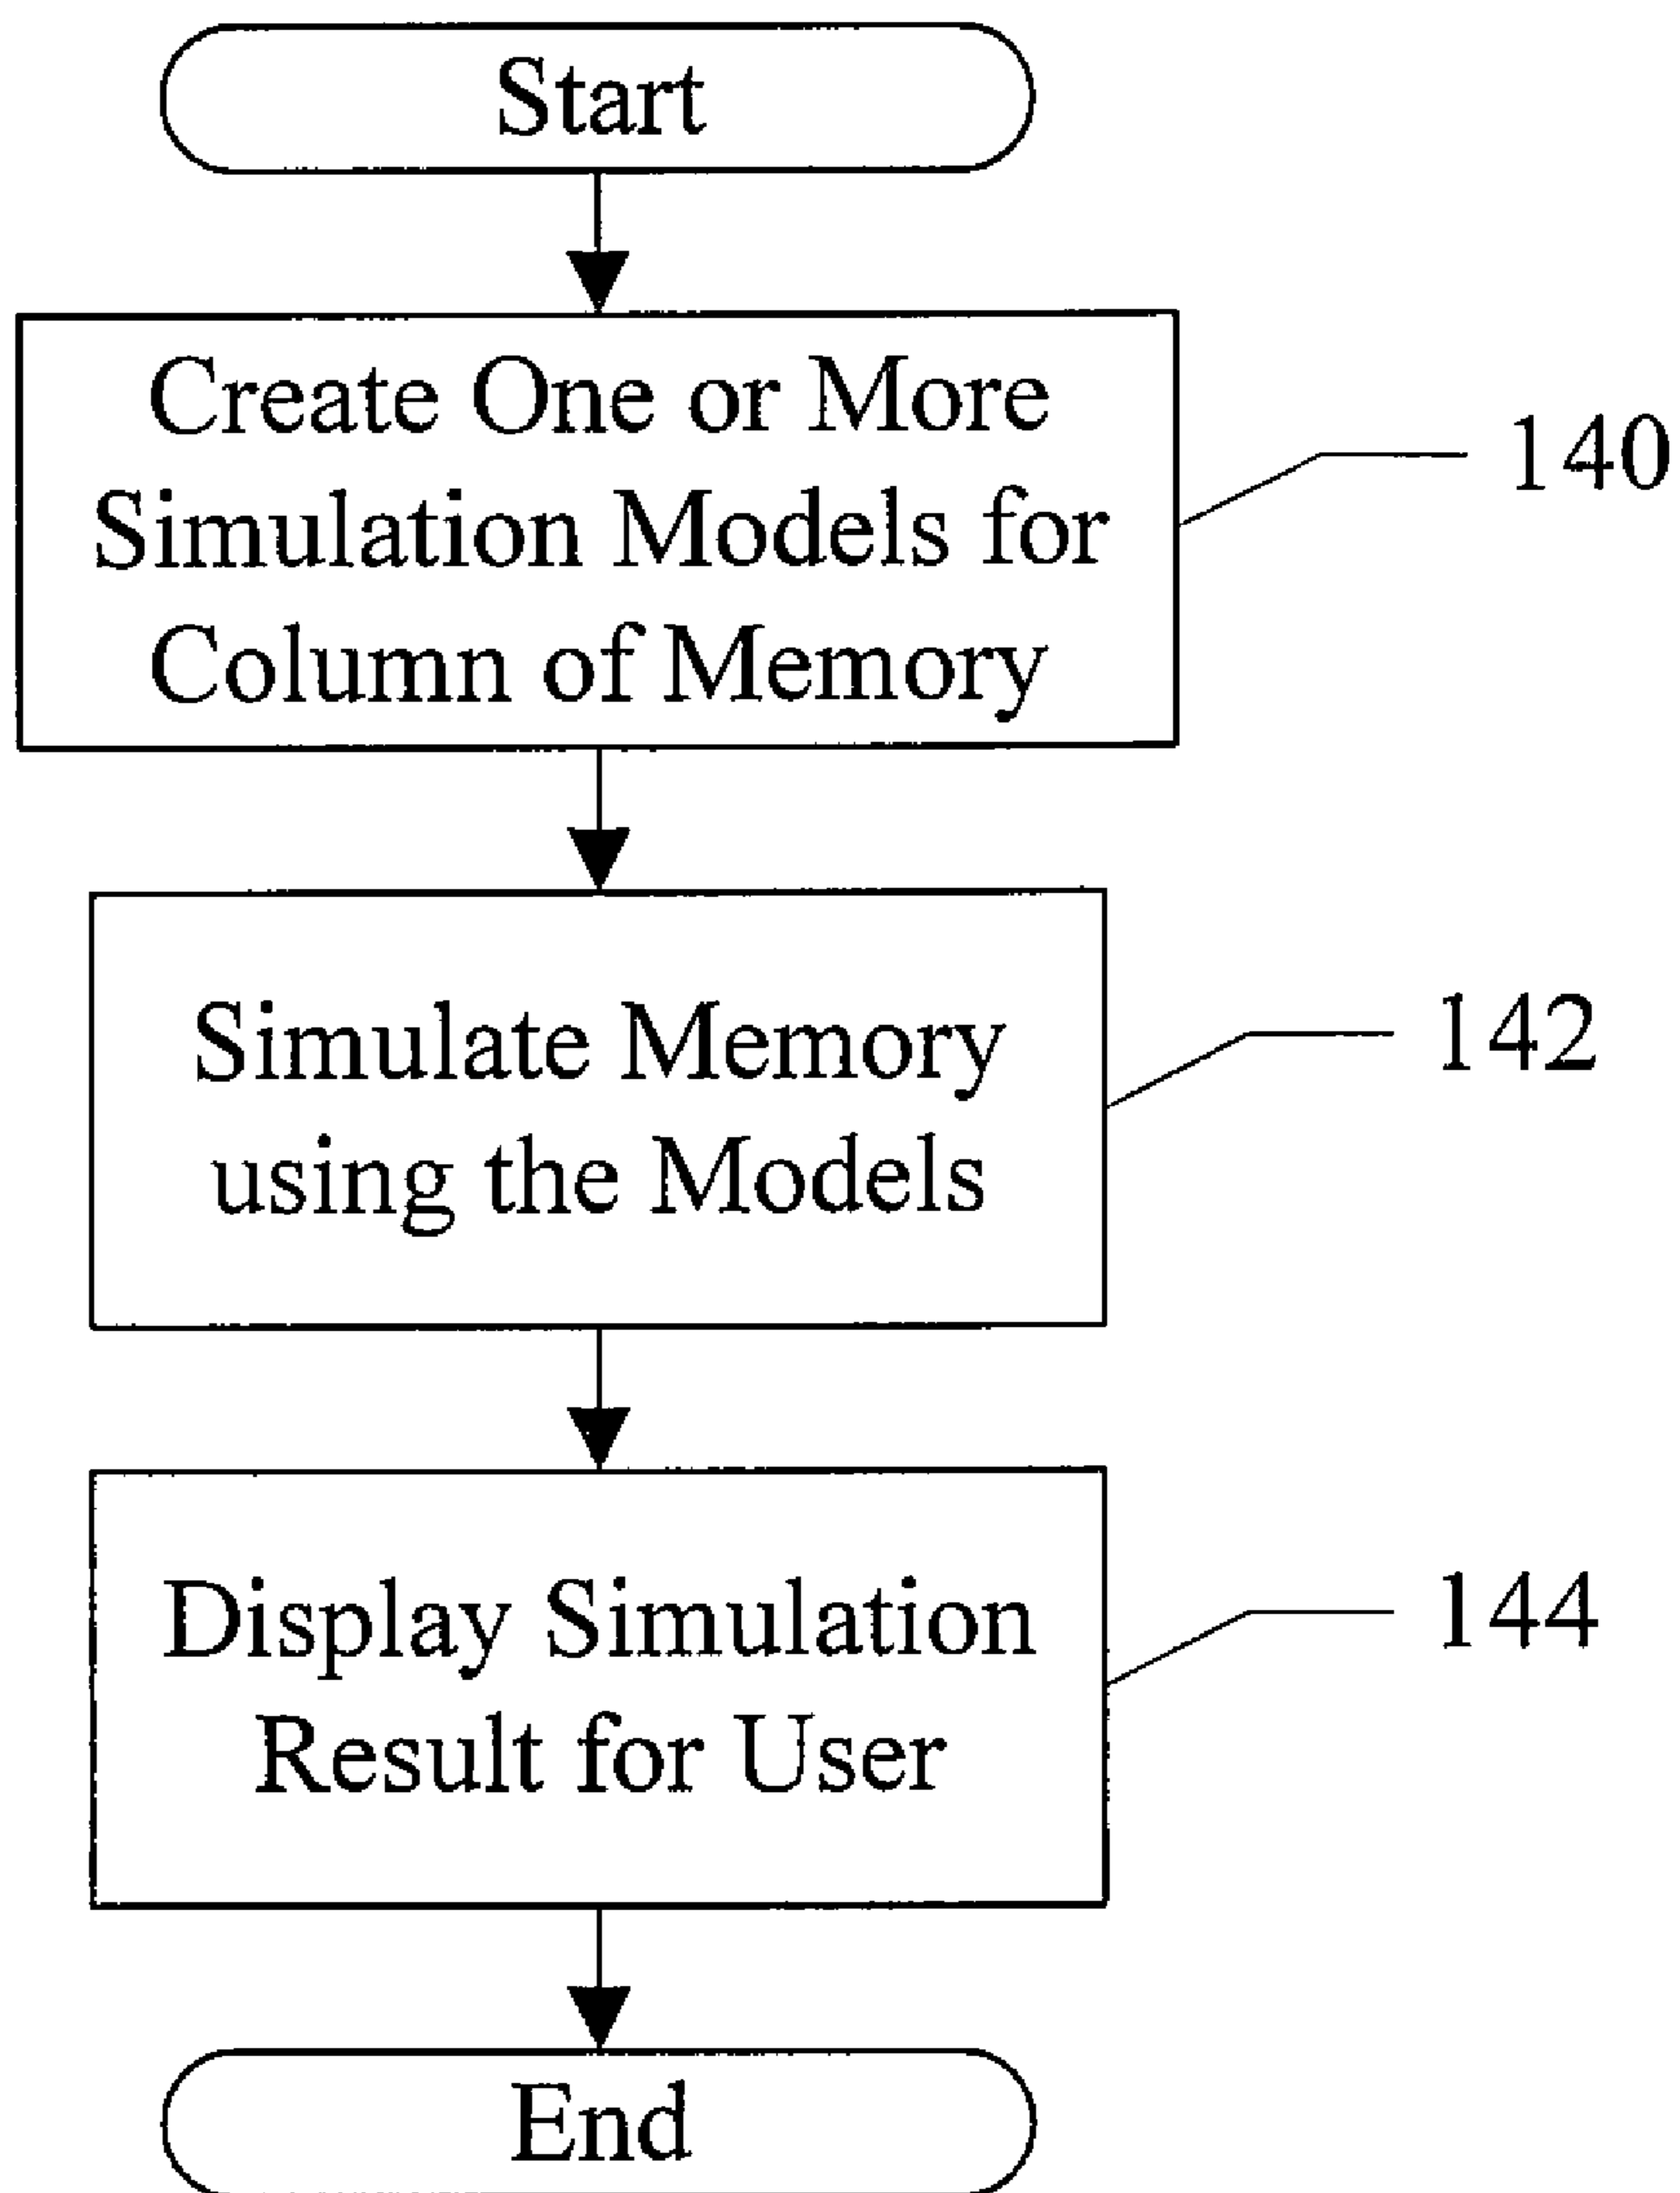 Start
Create One or More
Simulation Models for
Column of Memory
140
Simulate Memory
using the Models
142
Display Simulation
Result for User
144
End